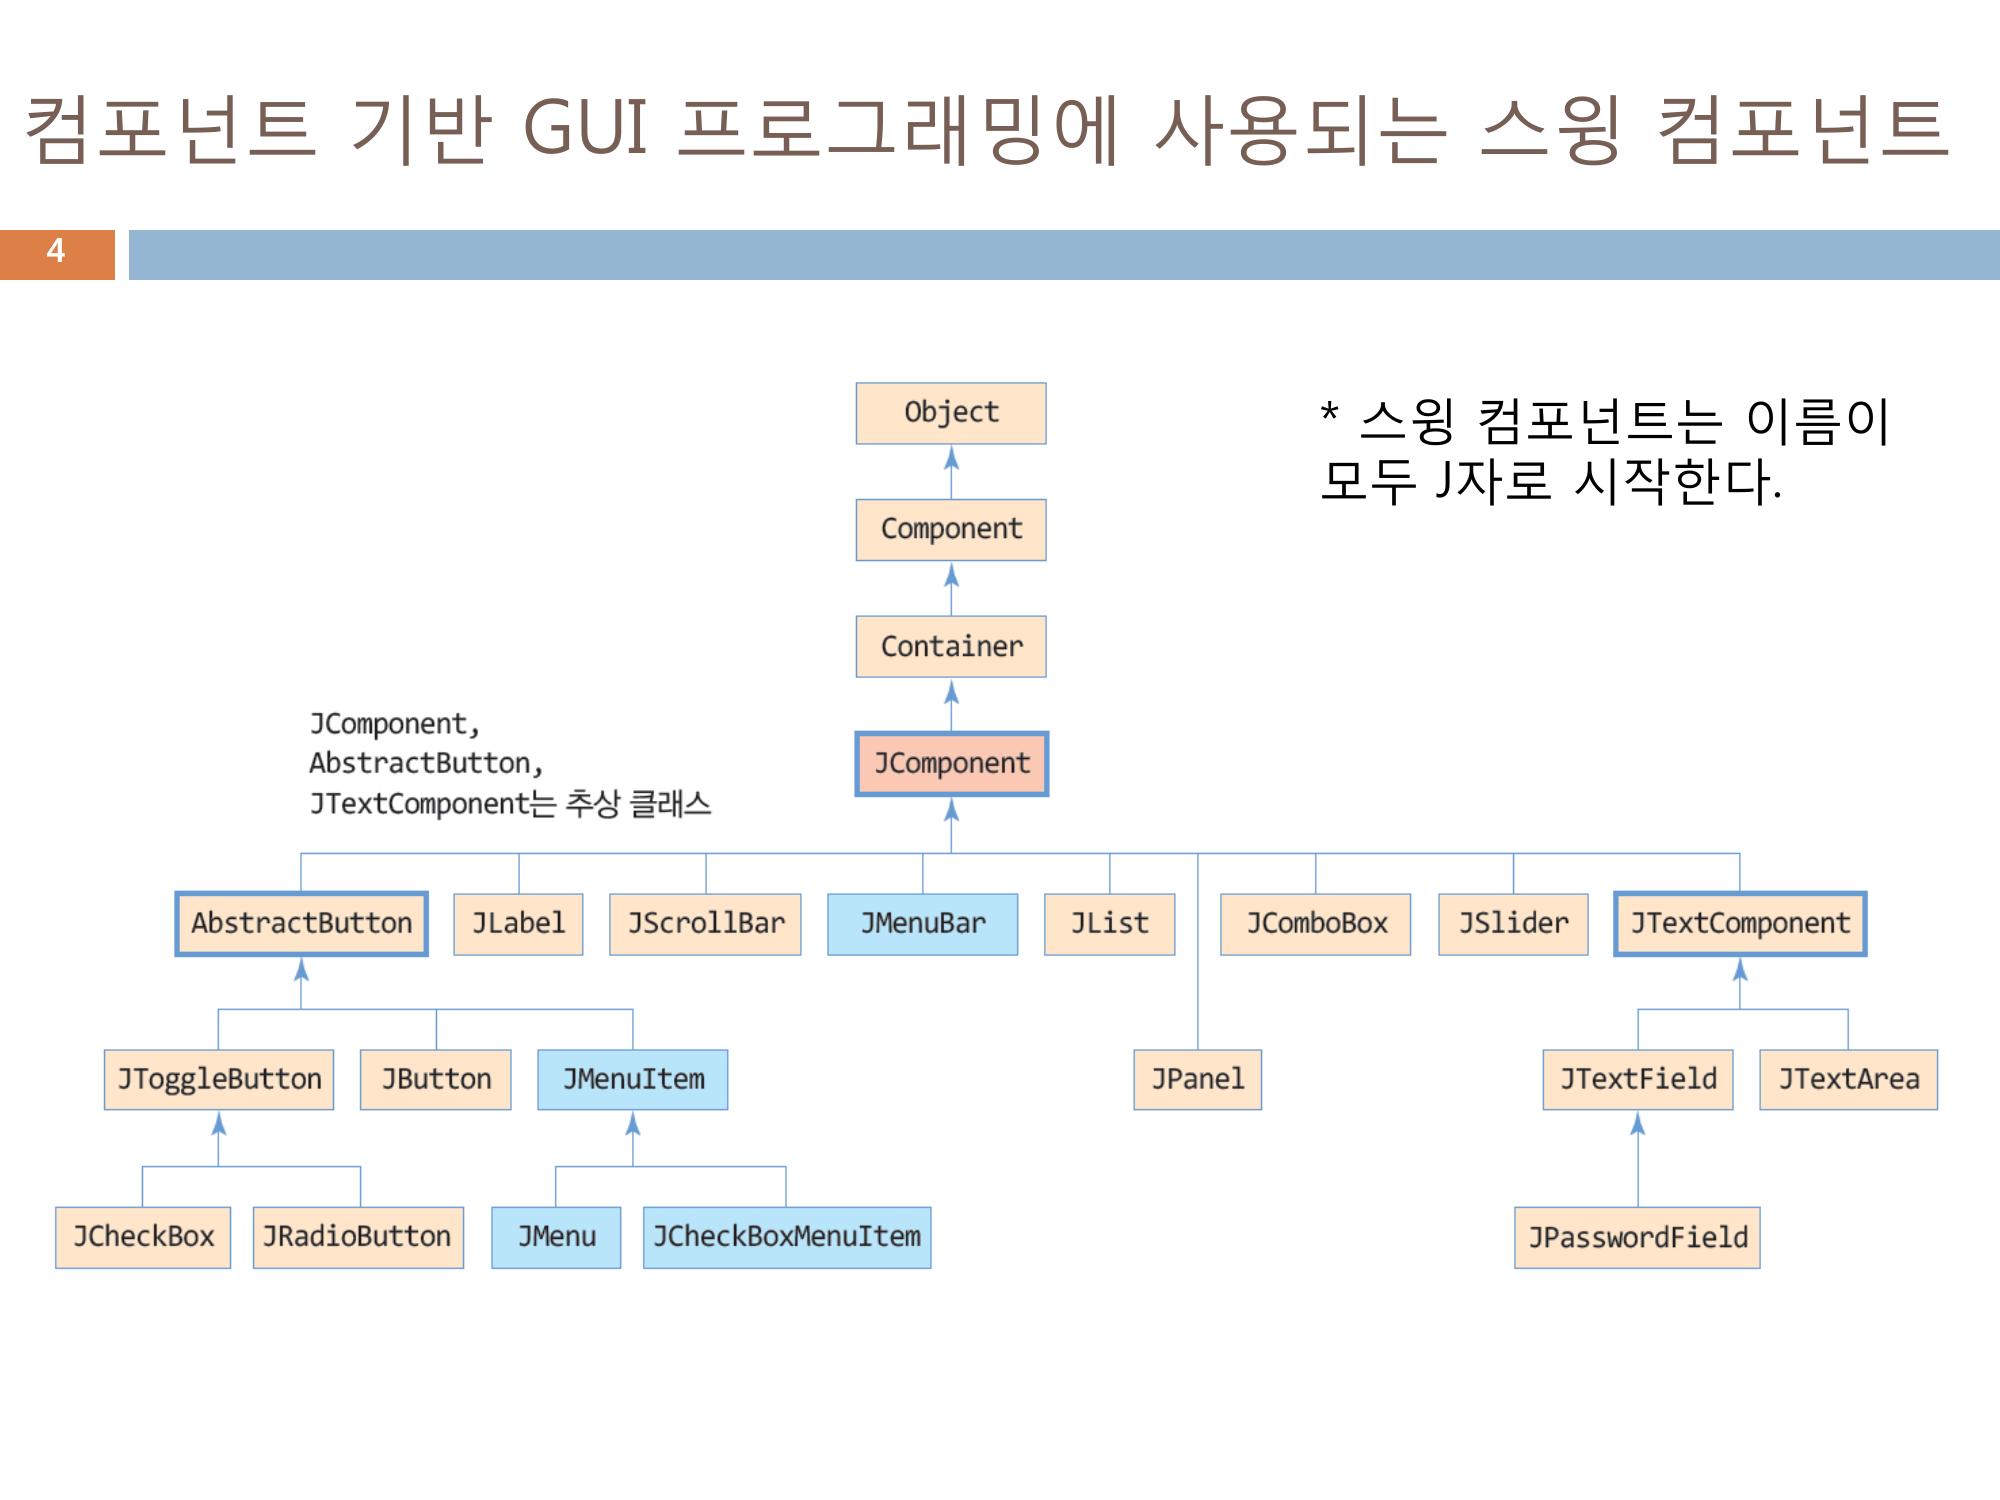 컴포넌트 기반 GUI 프로그래밍에 사용되는 스윙 컴포넌트
4
Object
* 스윙 컴포넌트는 이름이
모두 J자로 시작한다.
Component
Container
JComponent,
AbstractButton,
JTextComponent는 추상 클래스
JComponent
AbstractButton
JLabel
JScrollBar
JMenuBar
JList
JComboBox
JSlider
JTextComponent
JToggleButton
JButton
JMenuItem
JPanel
JTextField
JTextArea
JCheckBox
JRadioButton
JMenu
JCheckBoxMenuItem
JPasswordField